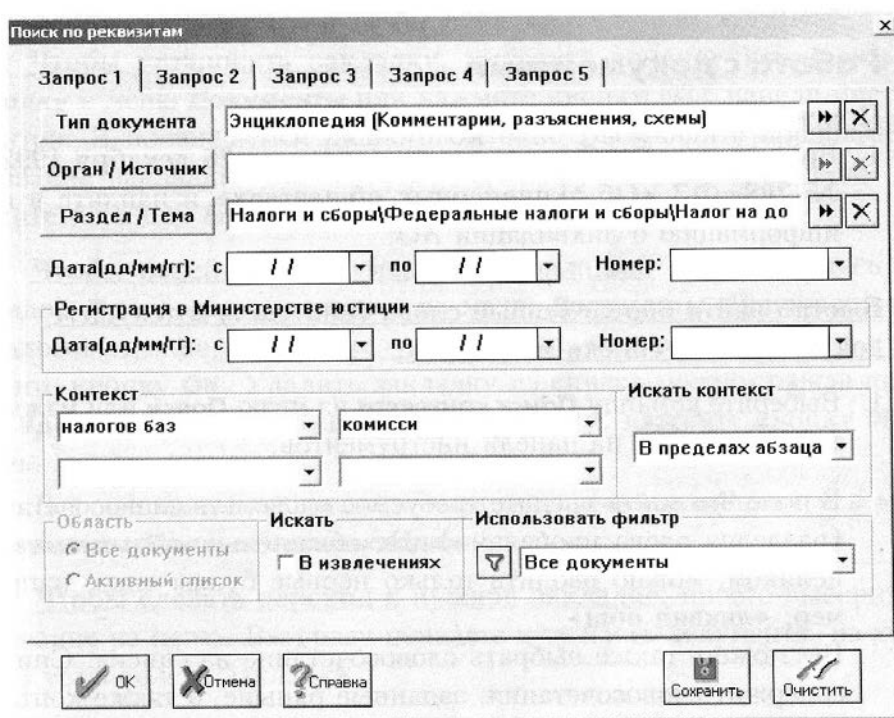 Поиск по реквизитам
Запрос 1 | Запрос 2 | Запрос 3 | Запрос 4 | Запрос 5
Тип документа Энциклопедия (Комментарии, разъяснения, схемы)
Орган / Источник
Раздел / Тема Налоги и сборы\Федеральные налоги и сборы\Налог на до
Дата(дд/мм/гг): с / / по / / Номер:
Регистрация в Министерстве юстиции
Дата(дд/мм/гг): с / / по / / Номер:
Контекст Искать контекст
налогов баз комисси
В пределах абзаца
Область Искать Использовать фильтр
Все документы В извлечениях Все документы
Активный список
OK Отмена Справка Сохранить Очистить